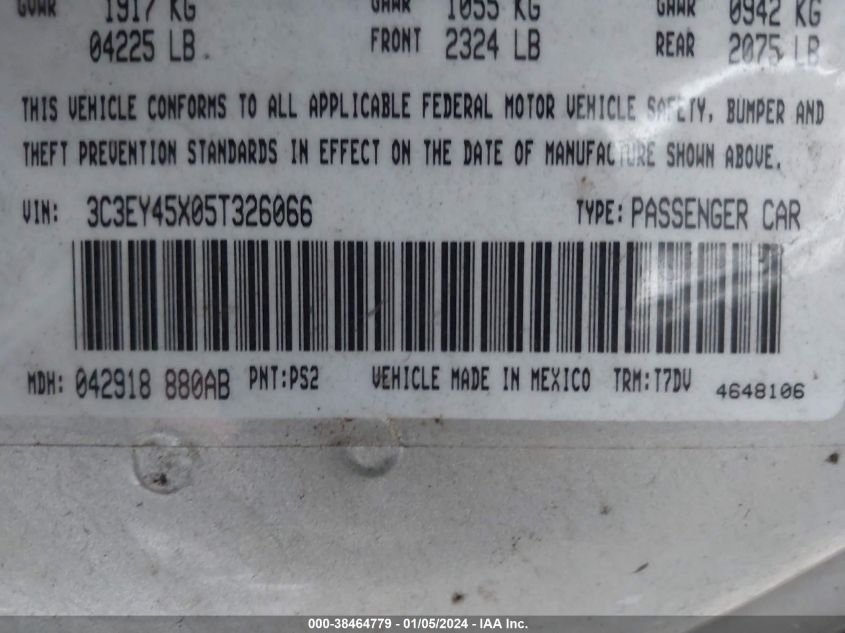 GVWR 1917 KG GAWR 1055 KG GAWR 0942 KG
04225 LB FRONT 2324 LB REAR 2075 LB
THIS VEHICLE CONFORMS TO ALL APPLICABLE FEDERAL MOTOR VEHICLE SAFETY, BUMPER AND
THEFT PREVENTION STANDARDS IN EFFECT ON THE DATE OF MANUFACTURE SHOWN ABOVE.
VIN: 3C3EY45X05T326066 TYPE: PASSENGER CAR
MDH: 042918 880AB PNT:PS2 VEHICLE MADE IN MEXICO TRM:T7DV 4648106
000-38464779 - 01/05/2024 - IAA Inc.